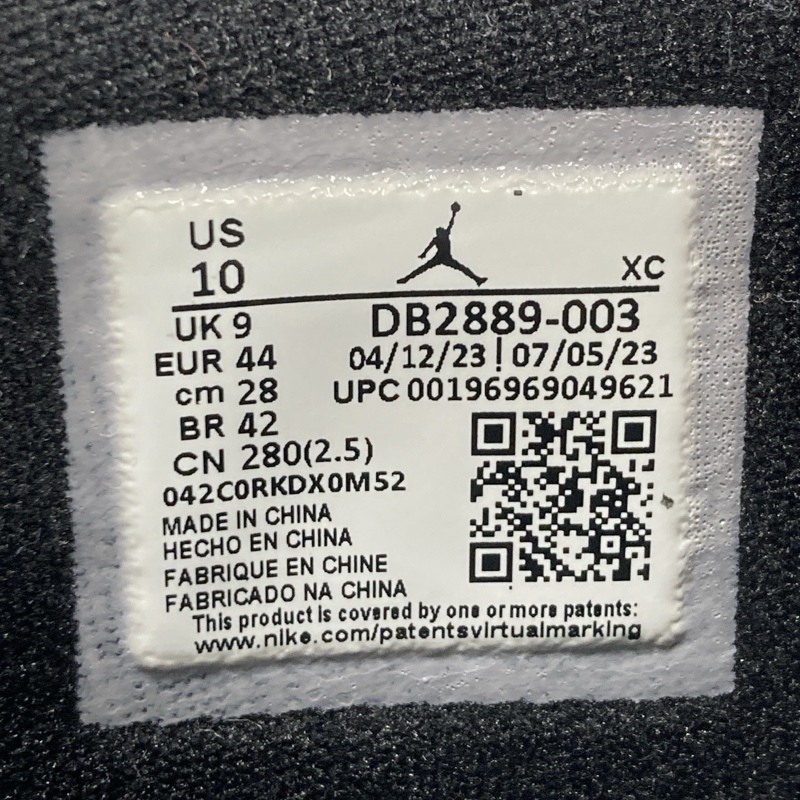 US
10
XC
UK 9
DB2889-003
EUR 44
04/12/23 | 07/05/23
cm 28
UPC 00196969049621
BR 42
CN 280(2.5)
042C0RKDX0M52
MADE IN CHINA
HECHO EN CHINA
FABRIQUE EN CHINE
FABRICADO NA CHINA
This product is covered by one or more patents:
www.nike.com/patentsvirtualmarking